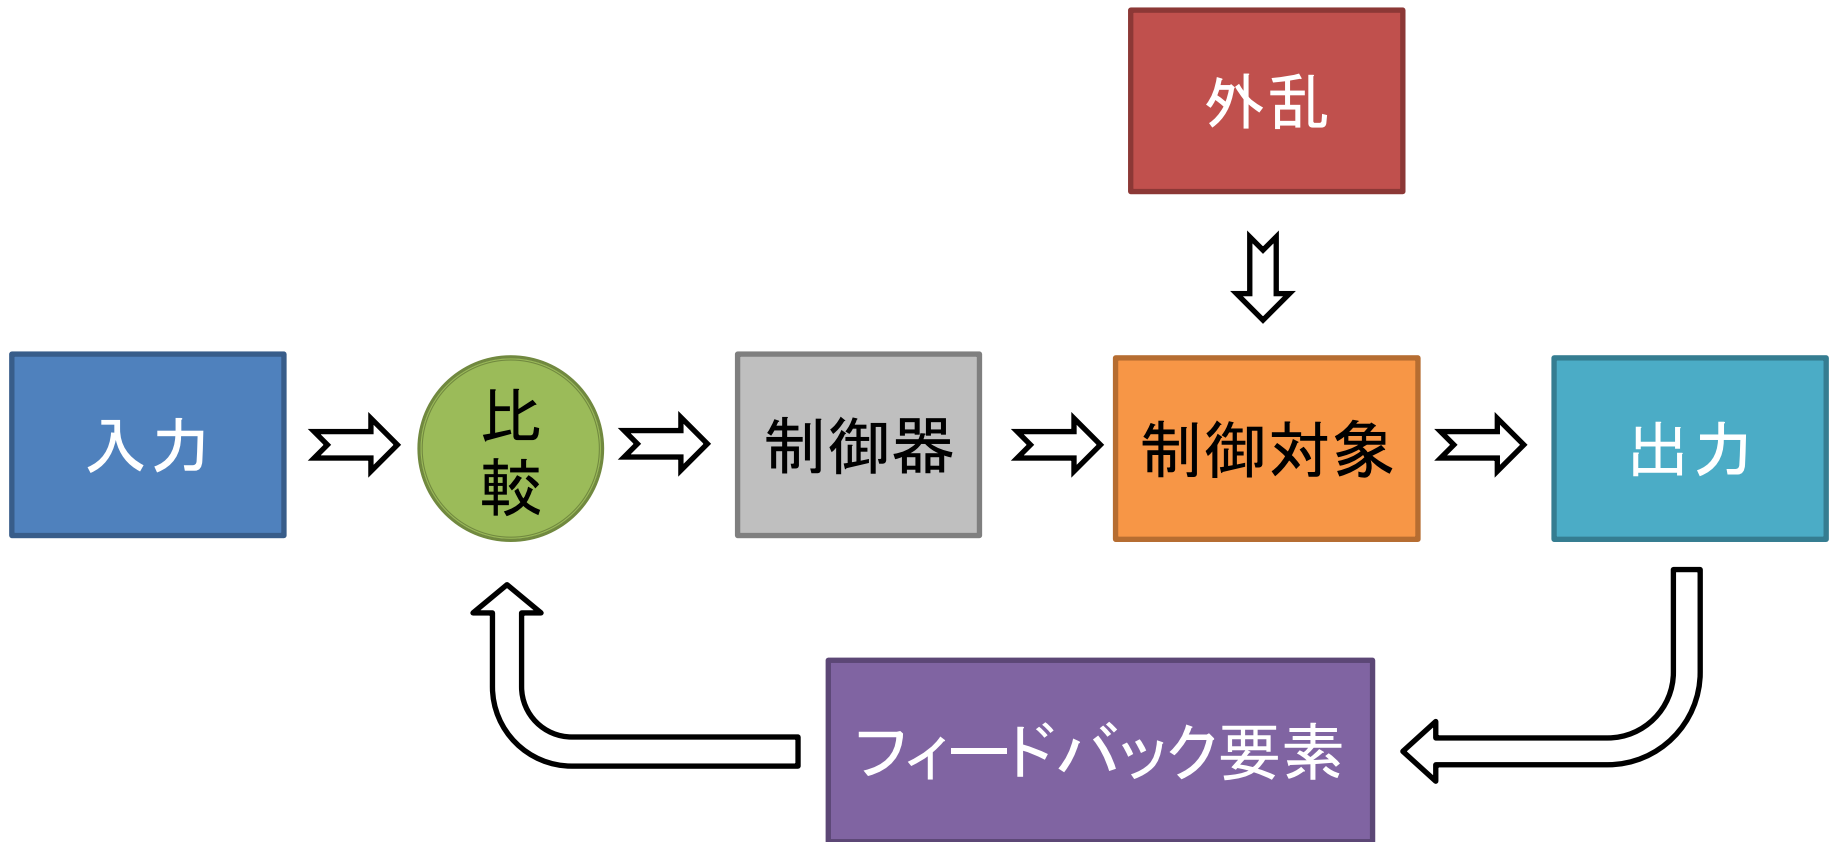 外乱
入力
比
較
制御器
制御対象
出力
フィードバック要素